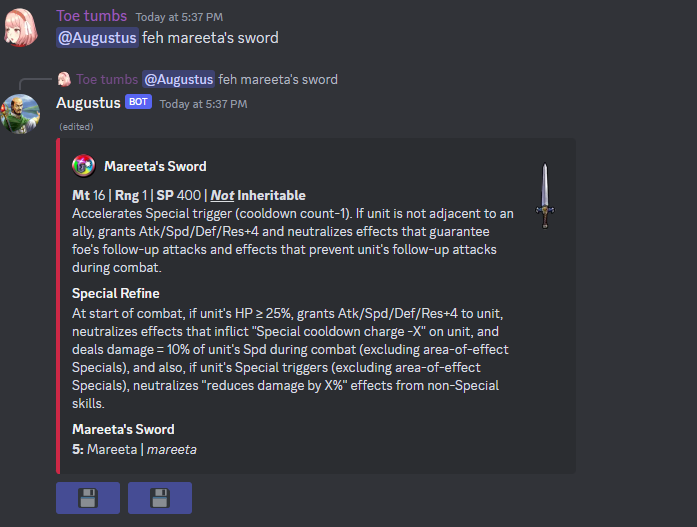 Toe tumbs Today at 5:37 PM
@Augustus feh mareeta's sword
Toe tumbs @Augustus feh mareeta's sword
Augustus BOT Today at 5:37 PM
(edited)
Mareeta's Sword
Mt 16 | Rng 1 | SP 400 | Not Inheritable
Accelerates Special trigger (cooldown count-1). If unit is not adjacent to an
ally, grants Atk/Spd/Def/Res+4 and neutralizes effects that guarantee
foe's follow-up attacks and effects that prevent unit's follow-up attacks
during combat.
Special Refine
At start of combat, if unit's HP ≥ 25%, grants Atk/Spd/Def/Res+4 to unit,
neutralizes effects that inflict "Special cooldown charge -X" on unit, and
deals damage = 10% of unit's Spd during combat (excluding area-of-effect
Specials), and also, if unit's Special triggers (excluding area-of-effect
Specials), neutralizes "reduces damage by X%" effects from non-Special
skills.
Mareeta's Sword
5: Mareeta | mareeta